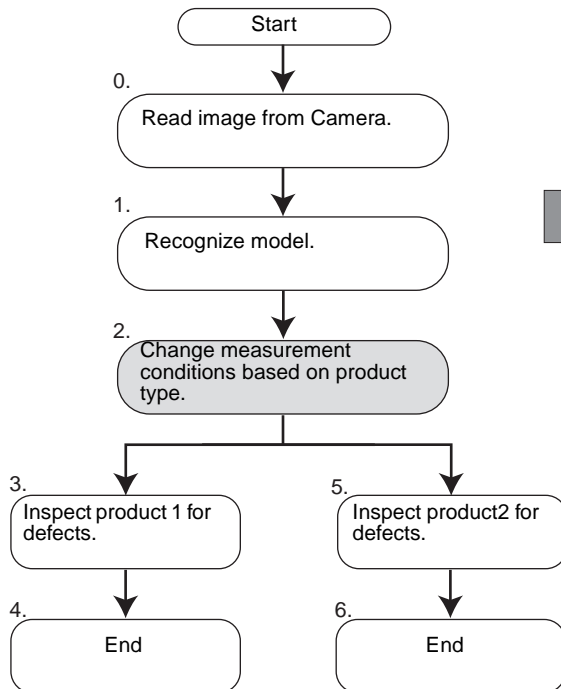 Start
0.
Read image from Camera.
1.
Recognize model.
2.
Change measurement
conditions based on product
type.
3.
Inspect product 1 for
defects.
5.
Inspect product2 for
defects.
4.
End
6.
End